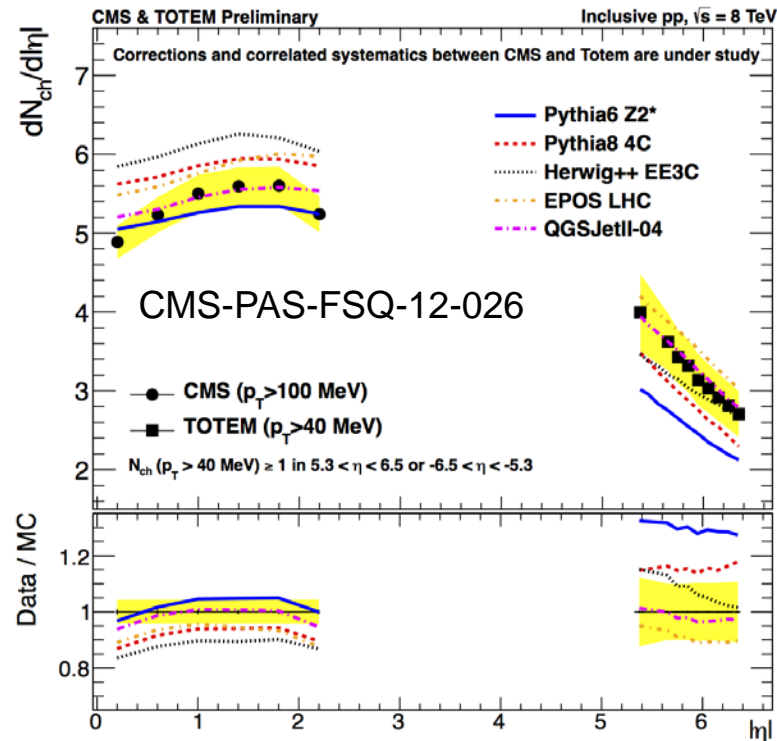 CMS & TOTEM Preliminary Inclusive pp, √s = 8 TeV
Corrections and correlated systematics between CMS and Totem are under study
dN_ch/d|η|
7
6
5
4
3
2
Pythia6 Z2*
Pythia8 4C
Herwig++ EE3C
EPOS LHC
QGSJetII-04
CMS-PAS-FSQ-12-026
CMS (p_T>100 MeV)
TOTEM (p_T>40 MeV)
N_ch (p_T > 40 MeV) ≥ 1 in 5.3 < η < 6.5 or -6.5 < η < -5.3
Data / MC
1.2
1
0.8
0 1 2 3 4 5 6
|η|